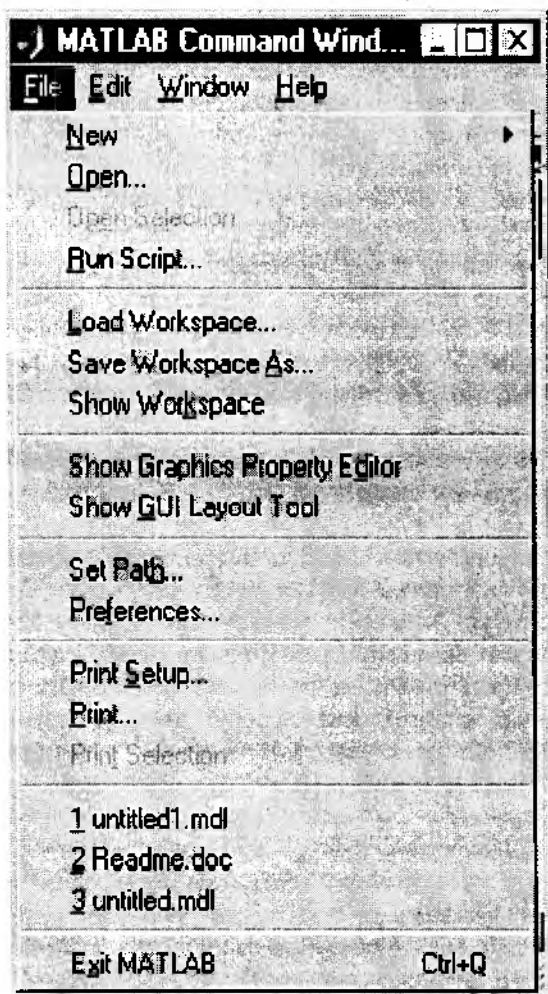 MATLAB Command Wind...
File Edit Window Help
New
Open...
Open Selection
Run Script...
Load Workspace...
Save Workspace As...
Show Workspace
Show Graphics Property Editor
Show GUI Layout Tool
Set Path...
Preferences...
Print Setup...
Print...
Print Selection
1 untitled1.mdl
2 Readme.doc
3 untitled.mdl
Exit MATLAB Ctrl+Q